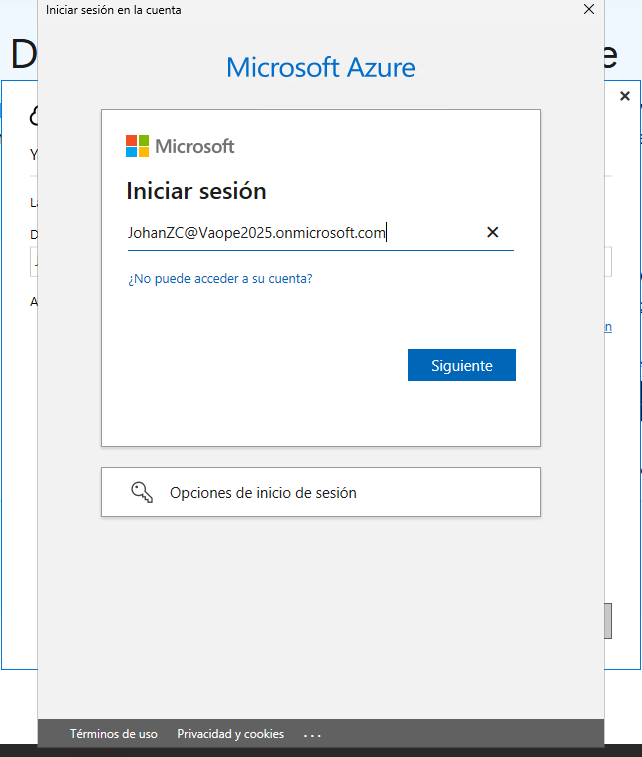 Iniciar sesión en la cuenta
Microsoft Azure
Microsoft
Iniciar sesión
JohanZC@Vaope2025.onmicrosoft.com
¿No puede acceder a su cuenta?
Siguiente
Opciones de inicio de sesión
Términos de uso
Privacidad y cookies
...